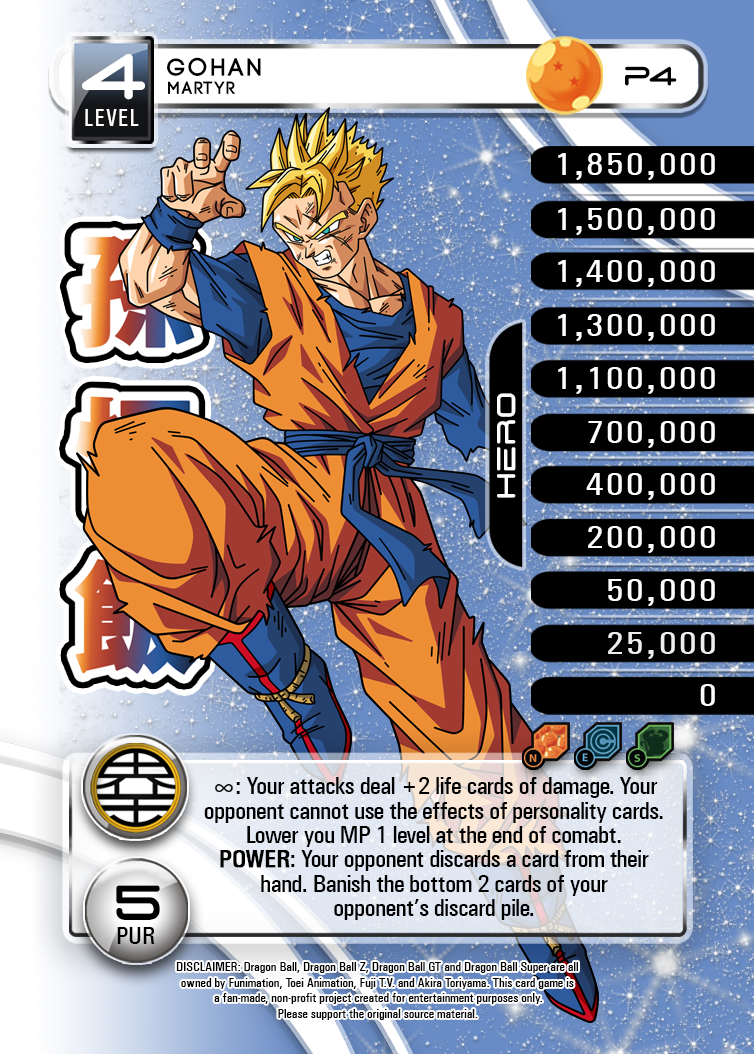 4
LEVEL
GOHAN
MARTYR
P4
1,850,000
1,500,000
1,400,000
1,300,000
1,100,000
700,000
400,000
200,000
50,000
25,000
0
HERO
孫
飯
N E S
∞: Your attacks deal +2 life cards of damage. Your
opponent cannot use the effects of personality cards.
Lower you MP 1 level at the end of comabt.
POWER: Your opponent discards a card from their
hand. Banish the bottom 2 cards of your
opponent's discard pile.
5
PUR
DISCLAIMER: Dragon Ball, Dragon Ball Z, Dragon Ball GT and Dragon Ball Super are all
owned by Funimation, Toei Animation, Fuji T.V. and Akira Toriyama. This card game is
a fan-made, non-profit project created for entertainment purposes only.
Please support the original source material.